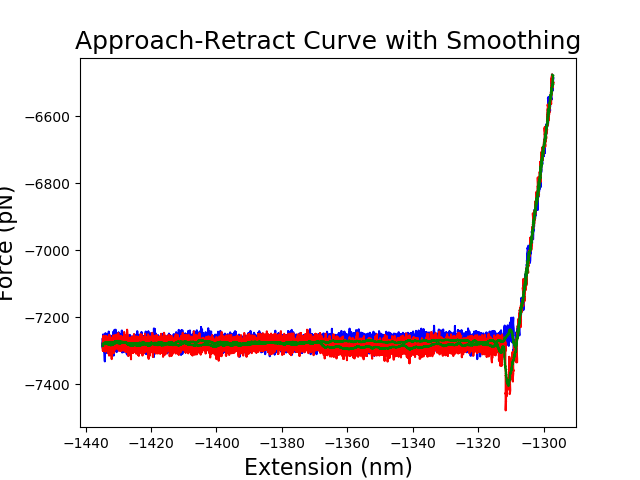 Approach-Retract Curve with Smoothing
Force (pN)
−6600
−6800
−7000
−7200
−7400
−1440 −1420 −1400 −1380 −1360 −1340 −1320 −1300
Extension (nm)